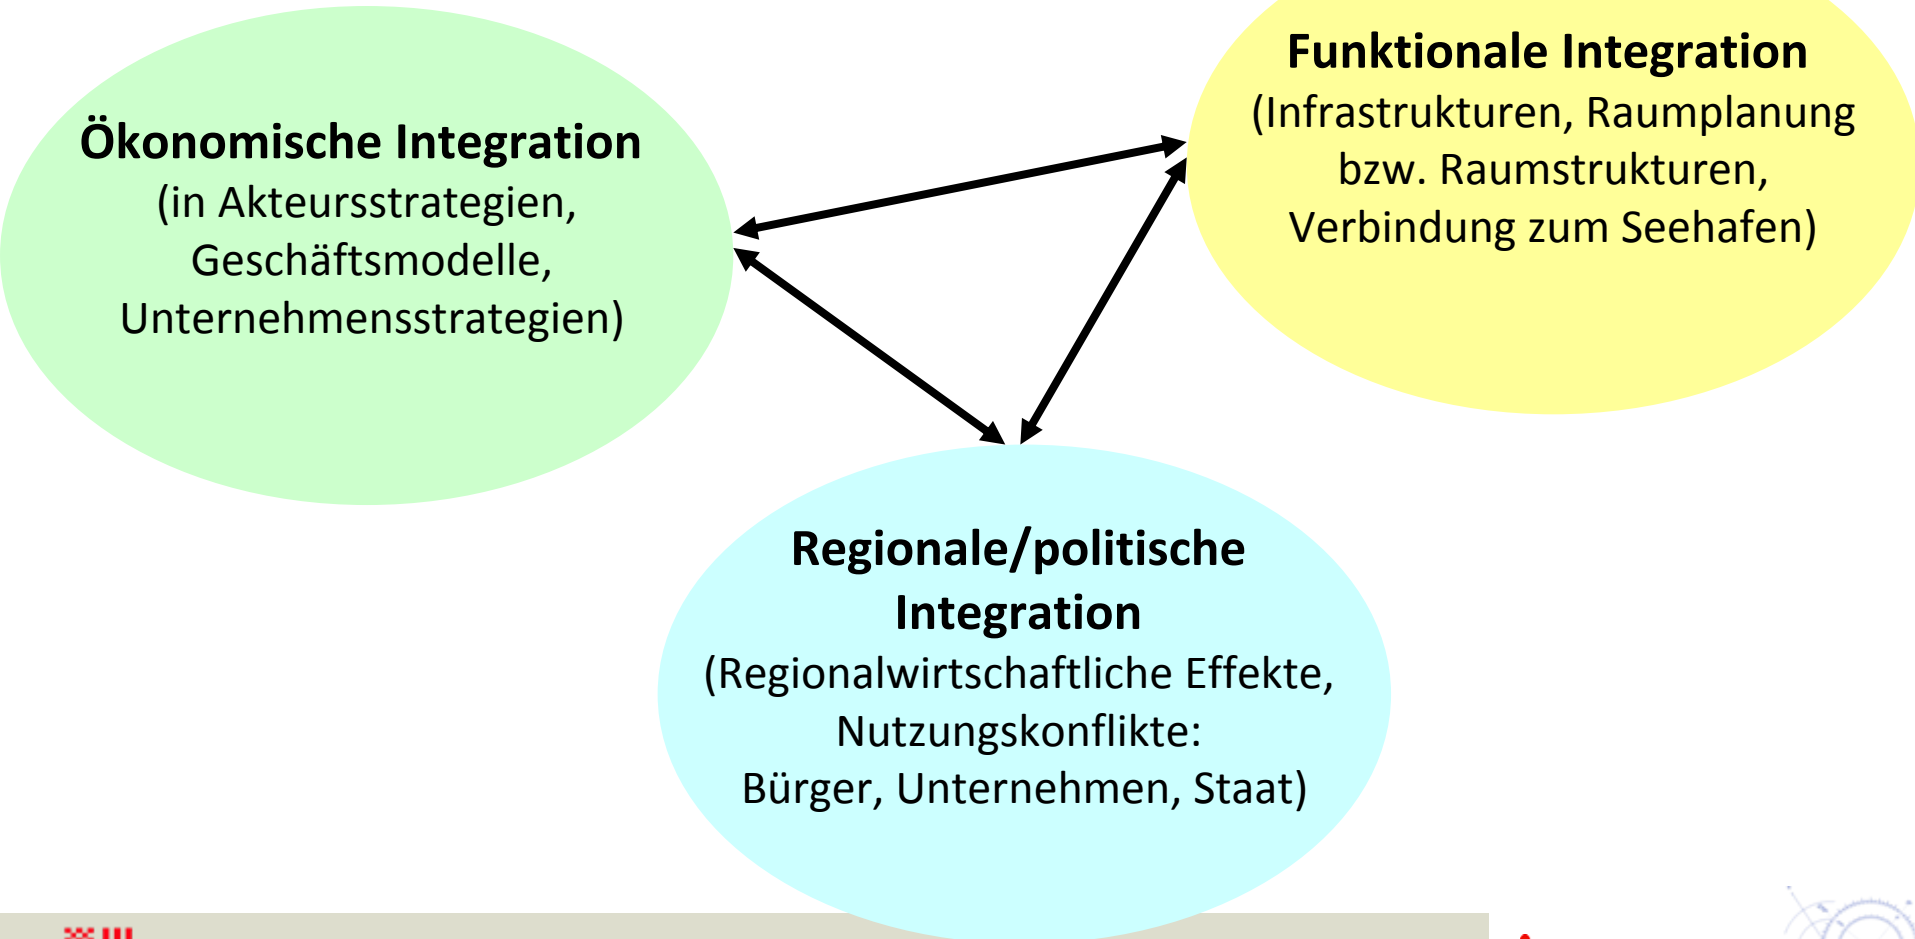 Ökonomische Integration
(in Akteursstrategien,
Geschäftsmodelle,
Unternehmensstrategien)
Funktionale Integration
(Infrastrukturen, Raumplanung
bzw. Raumstrukturen,
Verbindung zum Seehafen)
Regionale/politische
Integration
(Regionalwirtschaftliche Effekte,
Nutzungskonflikte:
Bürger, Unternehmen, Staat)